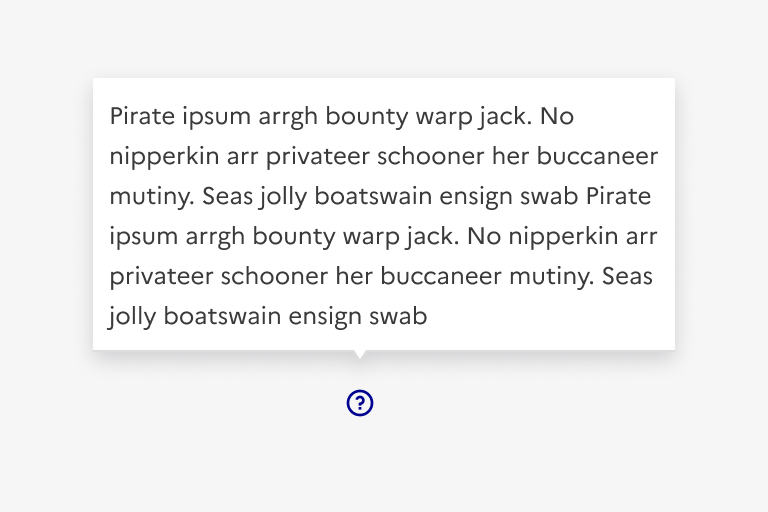 Pirate ipsum arrgh bounty warp jack. No
nipperkin arr privateer schooner her buccaneer
mutiny. Seas jolly boatswain ensign swab Pirate
ipsum arrgh bounty warp jack. No nipperkin arr
privateer schooner her buccaneer mutiny. Seas
jolly boatswain ensign swab
?